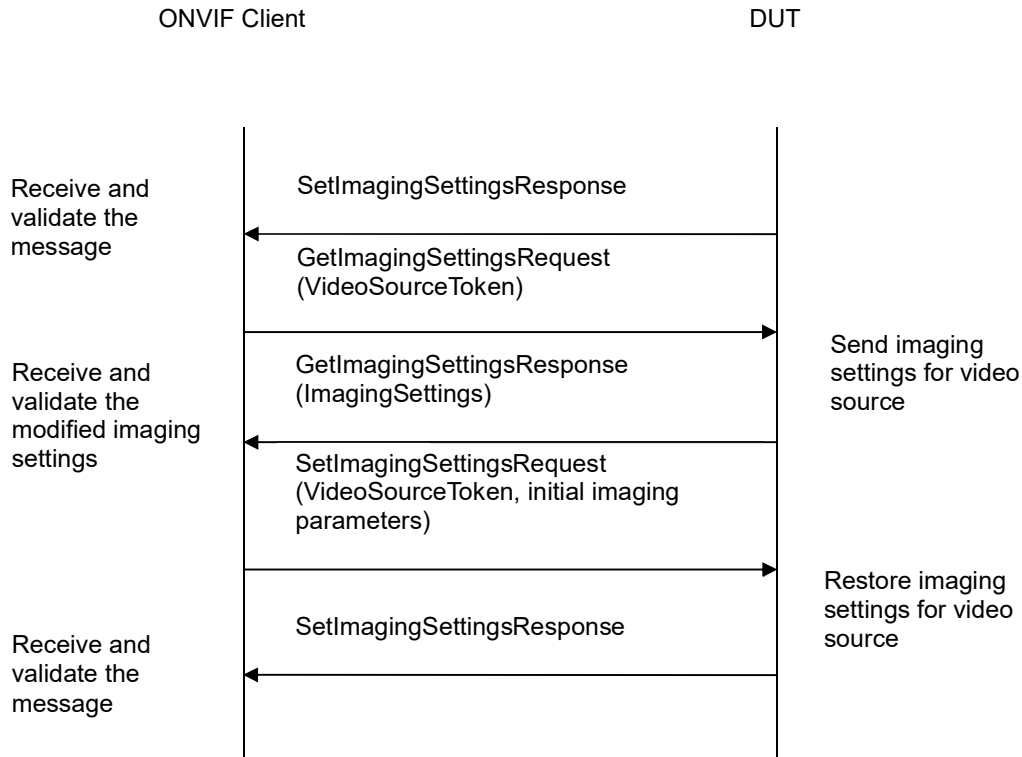 ONVIF Client
DUT
Receive and
validate the
message
SetImagingSettingsResponse
GetImagingSettingsRequest
(VideoSourceToken)
Send imaging
settings for video
source
Receive and
validate the
modified imaging
settings
GetImagingSettingsResponse
(ImagingSettings)
SetImagingSettingsRequest
(VideoSourceToken, initial imaging
parameters)
Restore imaging
settings for video
source
Receive and
validate the
message
SetImagingSettingsResponse